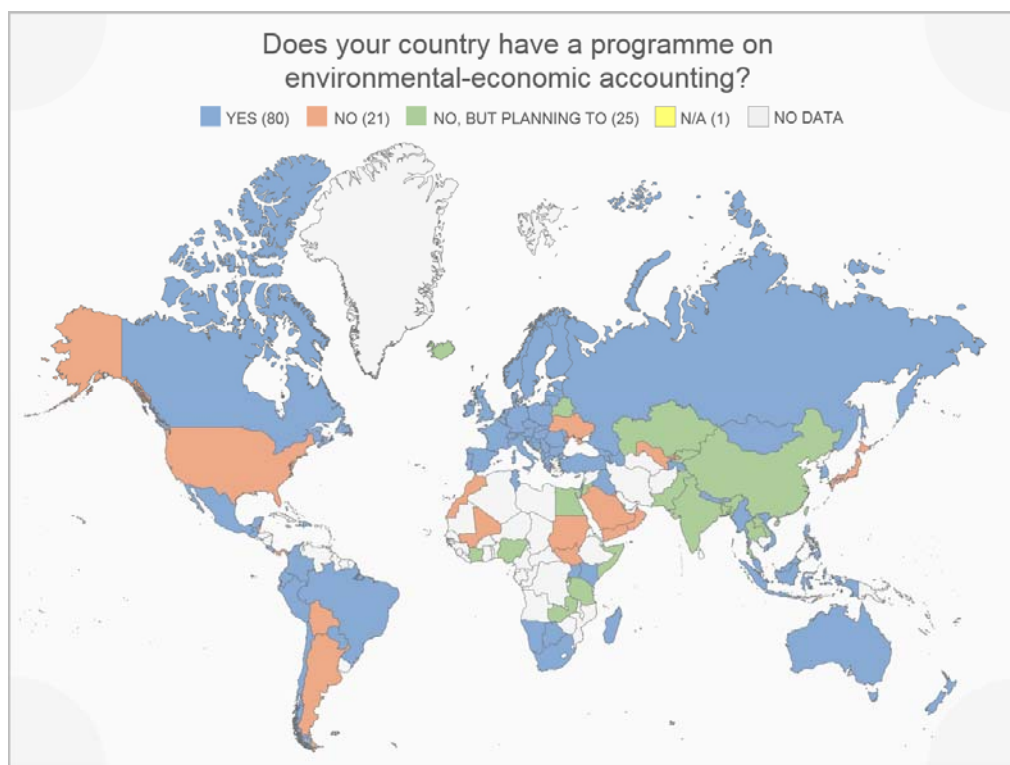 Does your country have a programme on
environmental-economic accounting?
YES (80) NO (21) NO, BUT PLANNING TO (25) N/A (1) NO DATA